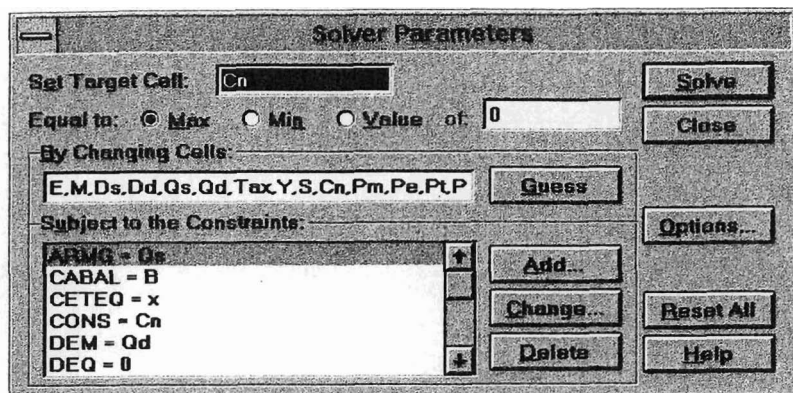 Solver Parameters
Set Target Cell: Cn
Solve
Equal to: Max Min Value of: 0
Close
By Changing Cells:
E,M,Ds,Dd,Qs,Qd,Tax,Y,S,Cn,Pm,Pe,Pt,P
Guess
Subject to the Constraints:
Options...
ARMG = Qs
CABAL = B
CETEQ = x
CONS = Cn
DEM = Qd
DEQ = 0
Add...
Change...
Delete
Reset All
Help